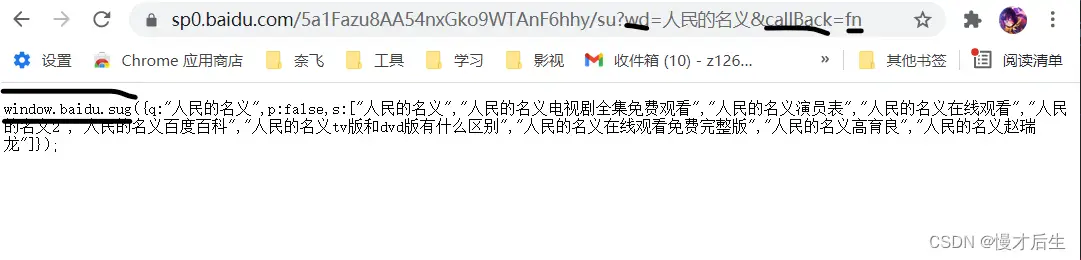 sp0.baidu.com/5a1Fazu8AA54nxGko9WTAnF6hhy/su?wd=人民的名义&callBack=fn
设置 Chrome 应用商店 奈飞 工具 学习 影视 收件箱 (10) - z126... » 其他书签 阅读清单
window.baidu.sug({q:"人民的名义",p:false,s:["人民的名义","人民的名义电视剧全集免费观看","人民的名义演员表","人民的名义在线观看","人民
的名义2","人民的名义百度百科","人民的名义tv版和dvd版有什么区别","人民的名义在线观看免费完整版","人民的名义高育良","人民的名义赵瑞
龙"]});
CSDN @慢才后生